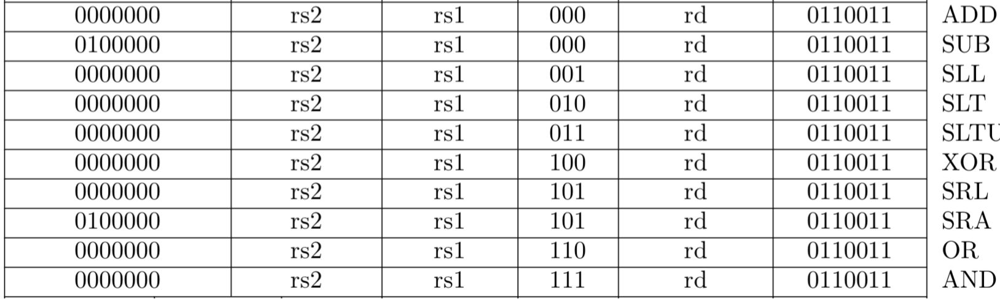 0000000 rs2 rs1 000 rd 0110011 ADD
0100000 rs2 rs1 000 rd 0110011 SUB
0000000 rs2 rs1 001 rd 0110011 SLL
0000000 rs2 rs1 010 rd 0110011 SLT
0000000 rs2 rs1 011 rd 0110011 SLTU
0000000 rs2 rs1 100 rd 0110011 XOR
0000000 rs2 rs1 101 rd 0110011 SRL
0100000 rs2 rs1 101 rd 0110011 SRA
0000000 rs2 rs1 110 rd 0110011 OR
0000000 rs2 rs1 111 rd 0110011 AND